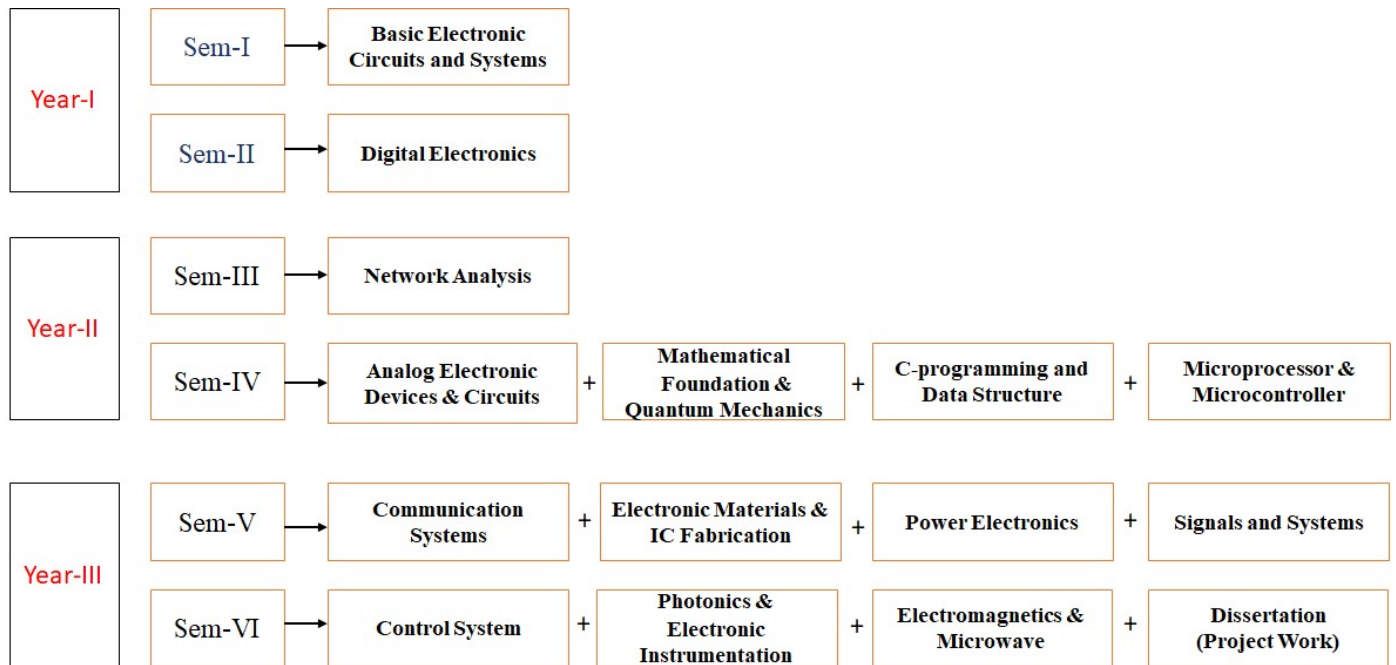 Year-I
Sem-I
Basic Electronic
Circuits and Systems
Sem-II
Digital Electronics
Year-II
Sem-III
Network Analysis
Sem-IV
Analog Electronic
Devices & Circuits
+
Mathematical
Foundation &
Quantum Mechanics
+
C-programming and
Data Structure
+
Microprocessor &
Microcontroller
Year-III
Sem-V
Communication
Systems
+
Electronic Materials &
IC Fabrication
+
Power Electronics
+
Signals and Systems
Sem-VI
Control System
+
Photonics &
Electronic
Instrumentation
+
Electromagnetics &
Microwave
+
Dissertation
(Project Work)